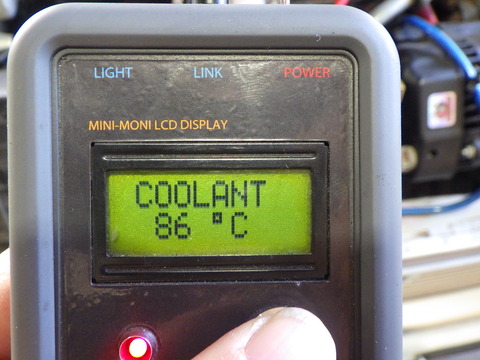 LIGHT LINK POWER
MINI-MONI LCD DISPLAY
COOLANT
86 °C